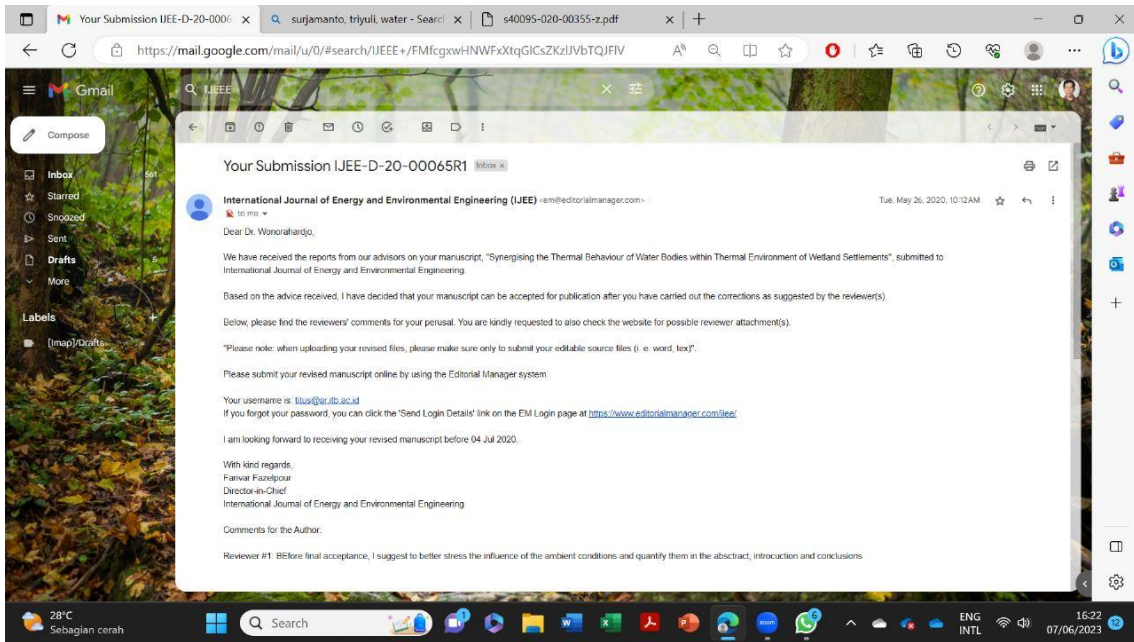 Your Submission IJEE-D-20-0006
surjamanto, triyuli, water - Search
s40095-020-00355-z.pdf
https://mail.google.com/mail/u/0/#search/IJEEE+/FMfcgxwHNWFxXtqGlCsZKzlJVbTQJFlV
Gmail
IJEEE
Compose
Inbox 561
Starred
Snoozed
Sent
Drafts 5
More
Labels
[Imap]/Drafts
Your Submission IJEE-D-20-00065R1 Inbox ×
International Journal of Energy and Environmental Engineering (IJEE) <em@editorialmanager.com>
Tue, May 26, 2020, 10:12 AM
to me
Dear Dr. Wonorahardjo,
We have received the reports from our advisors on your manuscript, "Synergising the Thermal Behaviour of Water Bodies within Thermal Environment of Wetland Settlements", submitted to
International Journal of Energy and Environmental Engineering.
Based on the advice received, I have decided that your manuscript can be accepted for publication after you have carried out the corrections as suggested by the reviewer(s).
Below, please find the reviewers' comments for your perusal. You are kindly requested to also check the website for possible reviewer attachment(s).
"Please note: when uploading your revised files, please make sure only to submit your editable source files (i. e. word, tex)".
Please submit your revised manuscript online by using the Editorial Manager system
Your username is: titus@ar.itb.ac.id
If you forgot your password, you can click the 'Send Login Details' link on the EM Login page at https://www.editorialmanager.com/ijee/
I am looking forward to receiving your revised manuscript before 04 Jul 2020.
With kind regards,
Farivar Fazelpour
Director-in-Chief
International Journal of Energy and Environmental Engineering
Comments for the Author:
Reviewer #1: BEfore final acceptance, I suggest to better stress the influence of the ambient conditions and quantify them in the absctract, introcuction and conclusions
28°C
Sebagian cerah
Search
zoom
ENG
INTL
16:22
07/06/2023
12